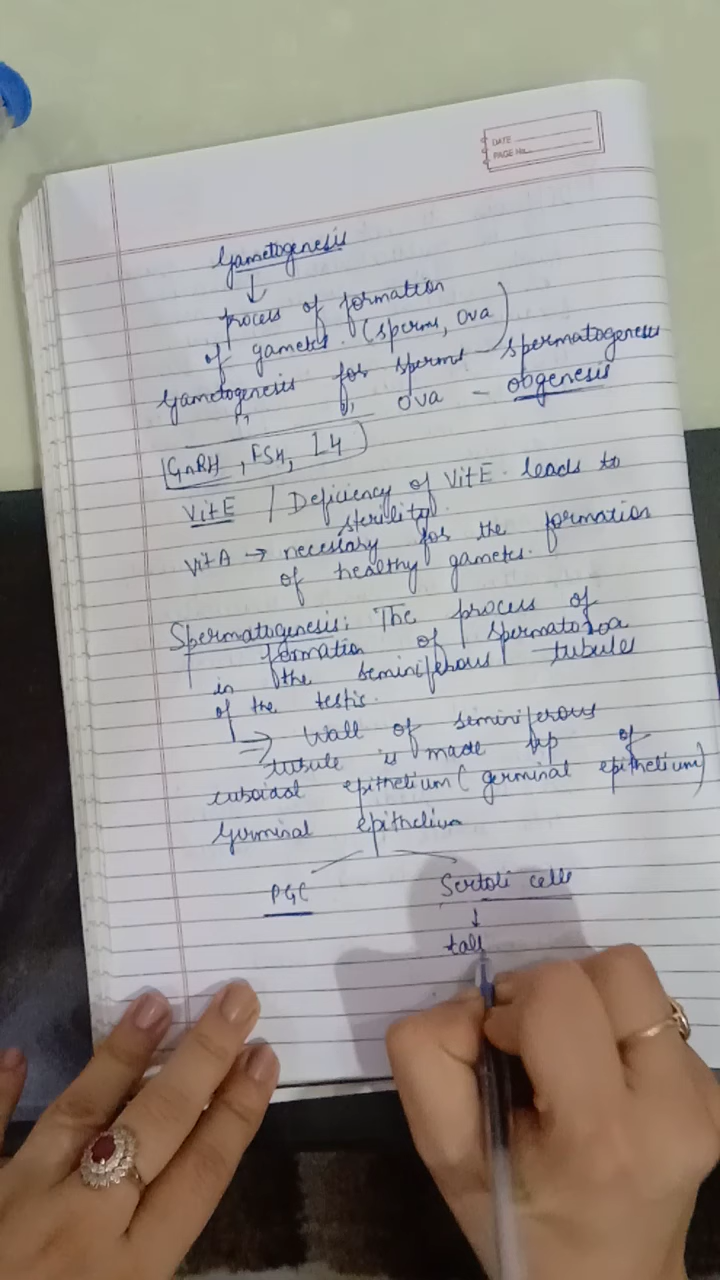 DATE
PAGE No.
Gametogenesis
process of formation
of gametes. (sperms, ova)
Gametogenesis for sperms - spermatogenesis
" " ova - oogenesis
GnRH, FSH, LH
Vit E / Deficiency of Vit E leads to
sterility.
Vit A → necessary for the formation
of healthy gametes.
Spermatogenesis: The process of
formation of spermatozoa
in the seminiferous tubules
of the testis.
⇒ Wall of seminiferous
tubule is made up of
cuboidal epithelium (germinal epithelium)
Germinal epithelium
PGC Sertoli cells
↓
tall